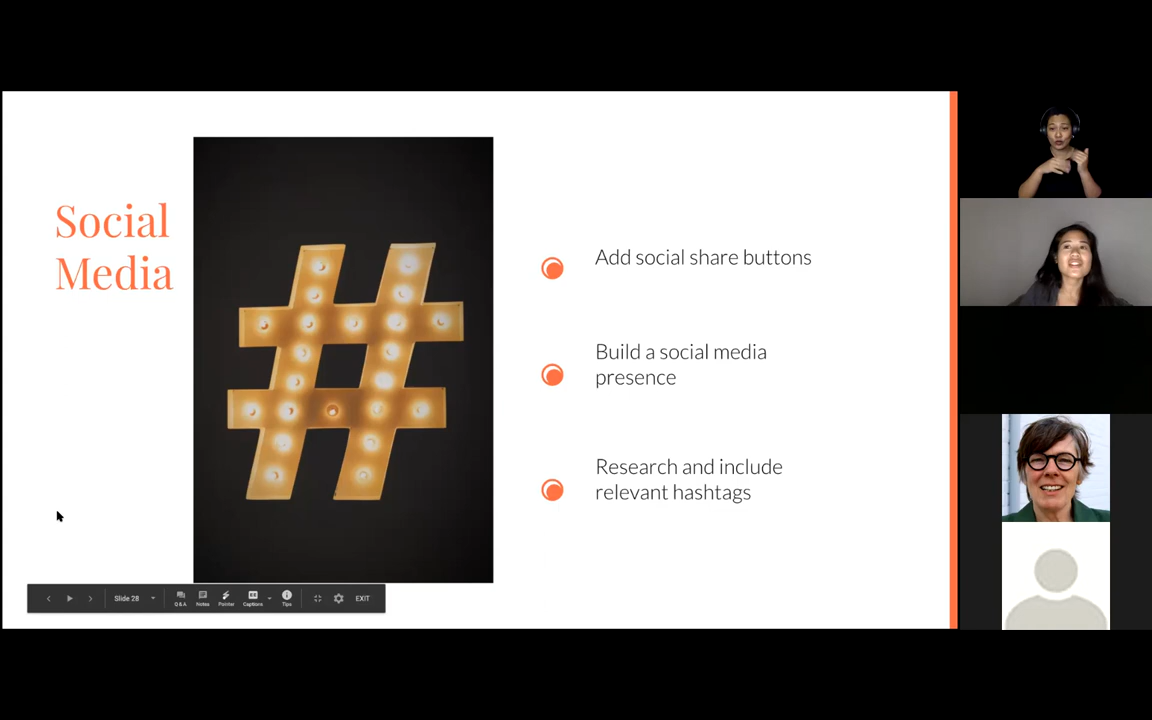 Social
Media
#
Add social share buttons
Build a social media
presence
Research and include
relevant hashtags
Slide 28
Q&A
Notes
Pointer
Captions
Tips
EXIT